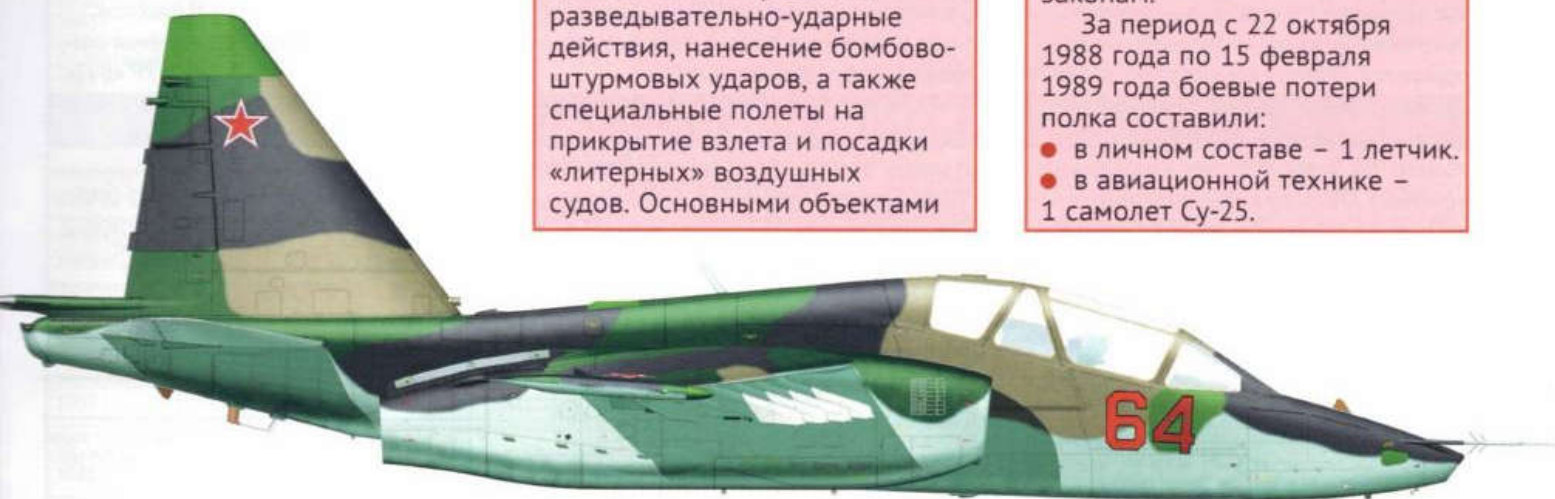 разведывательно-ударные
действия, нанесение бомбово-
штурмовых ударов, а также
специальные полеты на
прикрытие взлета и посадки
«литерных» воздушных
судов. Основными объектами
За период с 22 октября
1988 года по 15 февраля
1989 года боевые потери
полка составили:
● в личном составе – 1 летчик.
● в авиационной технике –
1 самолет Су-25.
64